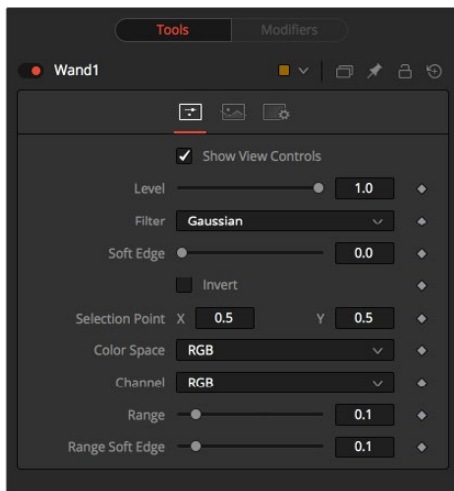 Tools Modifiers
Wand1
Show View Controls
Level 1.0
Filter Gaussian
Soft Edge 0.0
Invert
Selection Point X 0.5 Y 0.5
Color Space RGB
Channel RGB
Range 0.1
Range Soft Edge 0.1